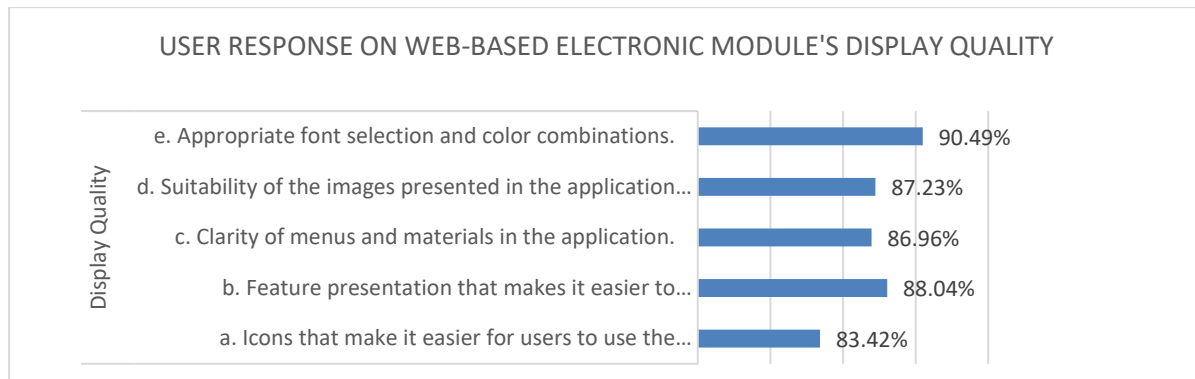 USER RESPONSE ON WEB-BASED ELECTRONIC MODULE'S DISPLAY QUALITY
Display Quality
e. Appropriate font selection and color combinations. 90.49%
d. Suitability of the images presented in the application... 87.23%
c. Clarity of menus and materials in the application. 86.96%
b. Feature presentation that makes it easier to... 88.04%
a. Icons that make it easier for users to use the... 83.42%